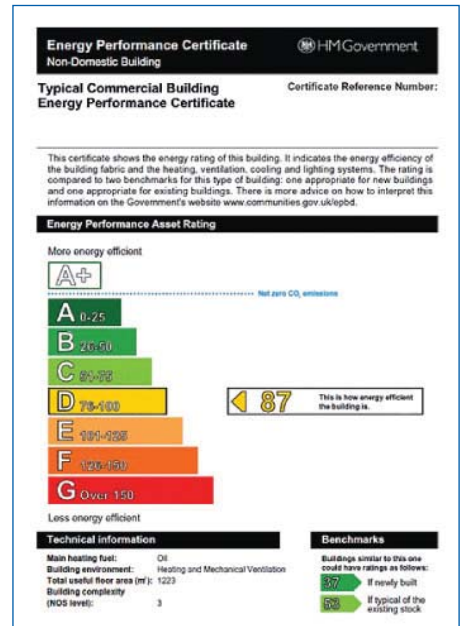 Energy Performance Certificate
Non-Domestic Building
HM Government
Typical Commercial Building
Energy Performance Certificate
Certificate Reference Number:
This certificate shows the energy rating of this building. It indicates the energy efficiency of
the building fabric and the heating, ventilation, cooling and lighting systems. The rating is
compared to two benchmarks for this type of building: one appropriate for new buildings
and one appropriate for existing buildings. There is more advice on how to interpret this
information on the Government's website www.communities.gov.uk/epbd.
Energy Performance Asset Rating
More energy efficient
A+
Net zero CO₂ emissions
A 0-25
B 26-50
C 51-75
D 76-100
87
This is how energy efficient
the building is.
E 101-125
F 126-150
G Over 150
Less energy efficient
Technical information
Main heating fuel: Oil
Building environment: Heating and Mechanical Ventilation
Total useful floor area (m²): 1223
Building complexity
(NOS level): 3
Benchmarks
Buildings similar to this one
could have ratings as follows:
37 If newly built
53 If typical of the
existing stock